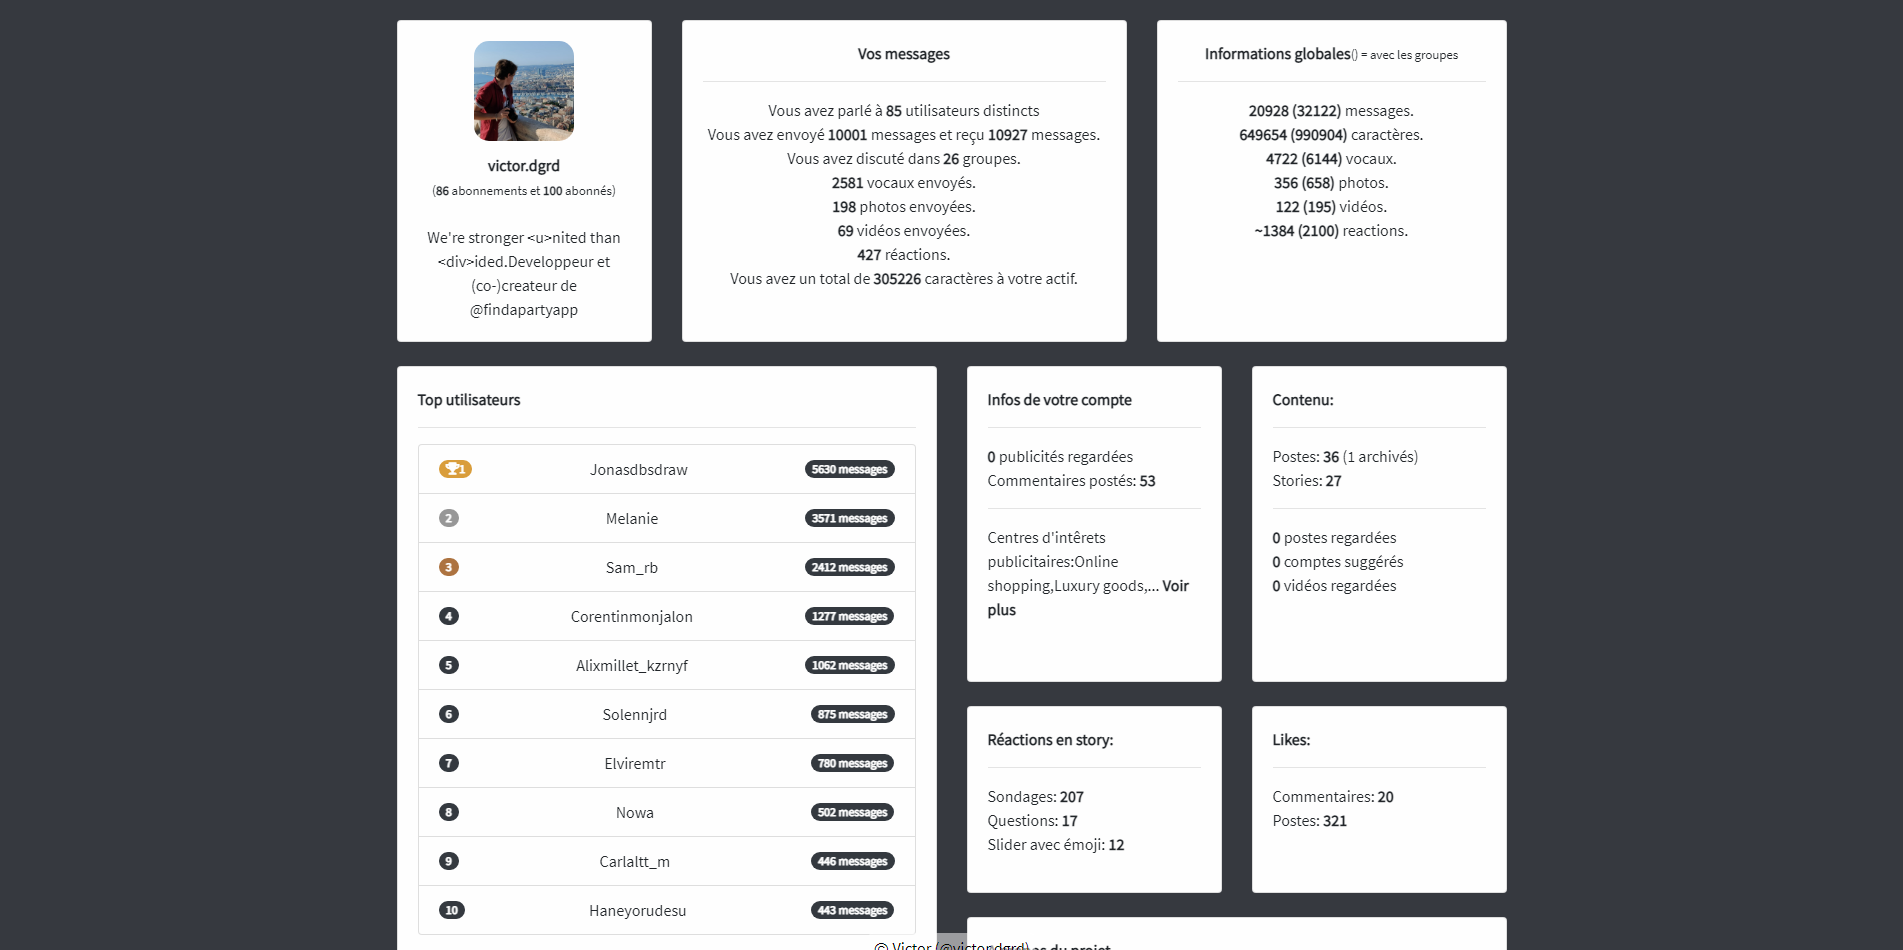 victor.dgrd
(86 abonnements et 100 abonnés)
We're stronger <u>nited than
<div>ided.Developpeur et
(co-)createur de
@findapartyapp
Vos messages
Vous avez parlé à 85 utilisateurs distincts
Vous avez envoyé 10001 messages et reçu 10927 messages.
Vous avez discuté dans 26 groupes.
2581 vocaux envoyés.
198 photos envoyées.
69 vidéos envoyées.
427 réactions.
Vous avez un total de 305226 caractères à votre actif.
Informations globales() = avec les groupes
20928 (32122) messages.
649654 (990904) caractères.
4722 (6144) vocaux.
356 (658) photos.
122 (195) vidéos.
~1384 (2100) reactions.
Top utilisateurs
1 Jonasdbsdraw 5630 messages
2 Melanie 3571 messages
3 Sam_rb 2412 messages
4 Corentinmonjalon 1277 messages
5 Alixmillet_kzrnyf 1062 messages
6 Solennjrd 875 messages
7 Elviremtr 780 messages
8 Nowa 502 messages
9 Carlaltt_m 446 messages
10 Haneyorudesu 443 messages
Infos de votre compte
0 publicités regardées
Commentaires postés: 53
Centres d'intêrets
publicitaires:Online
shopping,Luxury goods,... Voir
plus
Contenu:
Postes: 36 (1 archivés)
Stories: 27
0 postes regardées
0 comptes suggérés
0 vidéos regardées
Réactions en story:
Sondages: 207
Questions: 17
Slider avec émoji: 12
Likes:
Commentaires: 20
Postes: 321
© Victor (@victor.dgrd)
du projet